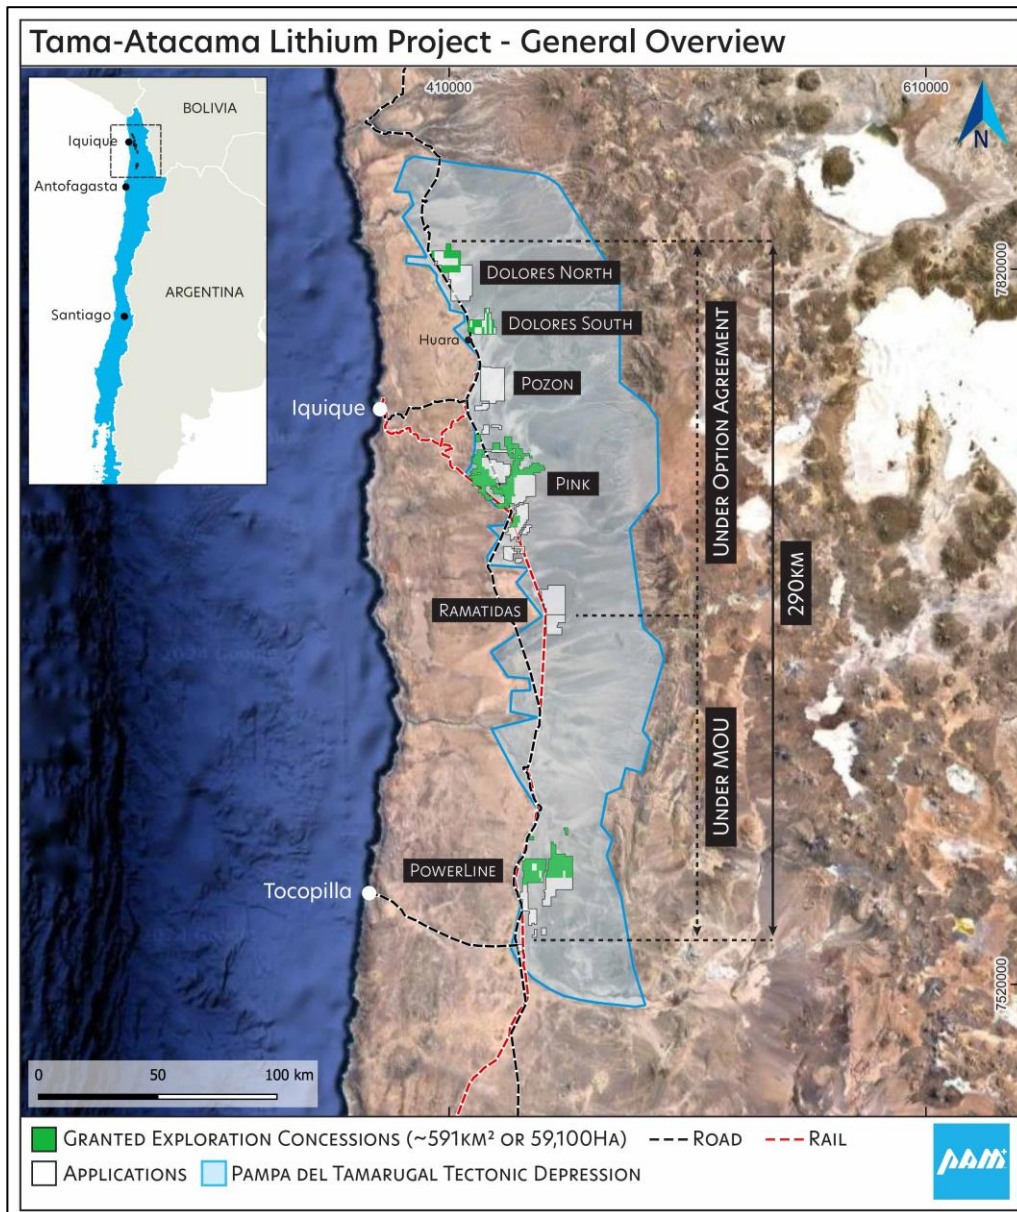 Tama-Atacama Lithium Project - General Overview
410000
610000
BOLIVIA
Iquique
Antofagasta
ARGENTINA
Santiago
N
7820000
DOLORES NORTH
DOLORES SOUTH
Huara
POZON
Iquique
PINK
UNDER OPTION AGREEMENT
290KM
RAMATIDAS
UNDER MOU
POWERLINE
Tocopilla
7520000
0 50 100 km
GRANTED EXPLORATION CONCESSIONS (~591KM² OR 59,100HA) ROAD RAIL
APPLICATIONS PAMPA DEL TAMARUGAL TECTONIC DEPRESSION
PAM